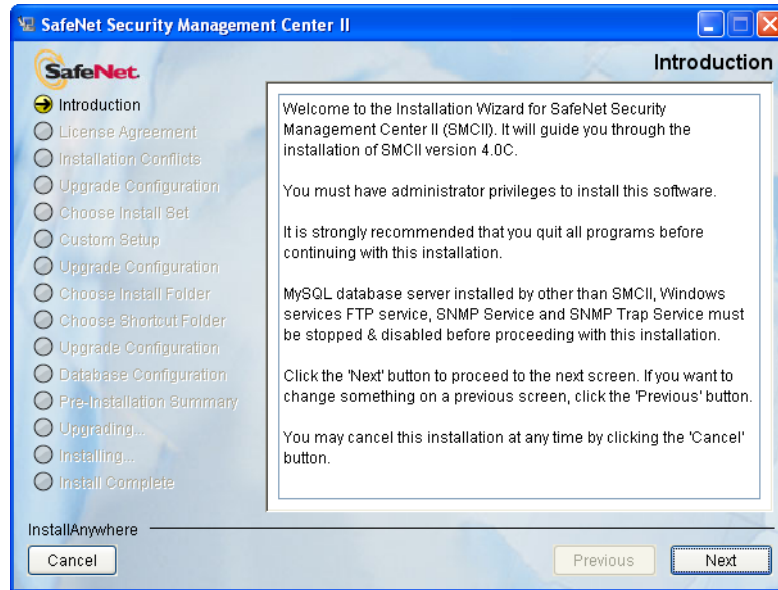 SafeNet Security Management Center II
SafeNet.
Introduction
Introduction
License Agreement
Installation Conflicts
Upgrade Configuration
Choose Install Set
Custom Setup
Upgrade Configuration
Choose Install Folder
Choose Shortcut Folder
Upgrade Configuration
Database Configuration
Pre-Installation Summary
Upgrading...
Installing...
Install Complete
Welcome to the Installation Wizard for SafeNet Security
Management Center II (SMCII). It will guide you through the
installation of SMCII version 4.0C.
You must have administrator privileges to install this software.
It is strongly recommended that you quit all programs before
continuing with this installation.
MySQL database server installed by other than SMCII, Windows
services FTP service, SNMP Service and SNMP Trap Service must
be stopped & disabled before proceeding with this installation.
Click the 'Next' button to proceed to the next screen. If you want to
change something on a previous screen, click the 'Previous' button.
You may cancel this installation at any time by clicking the 'Cancel'
button.
InstallAnywhere
Cancel
Previous
Next